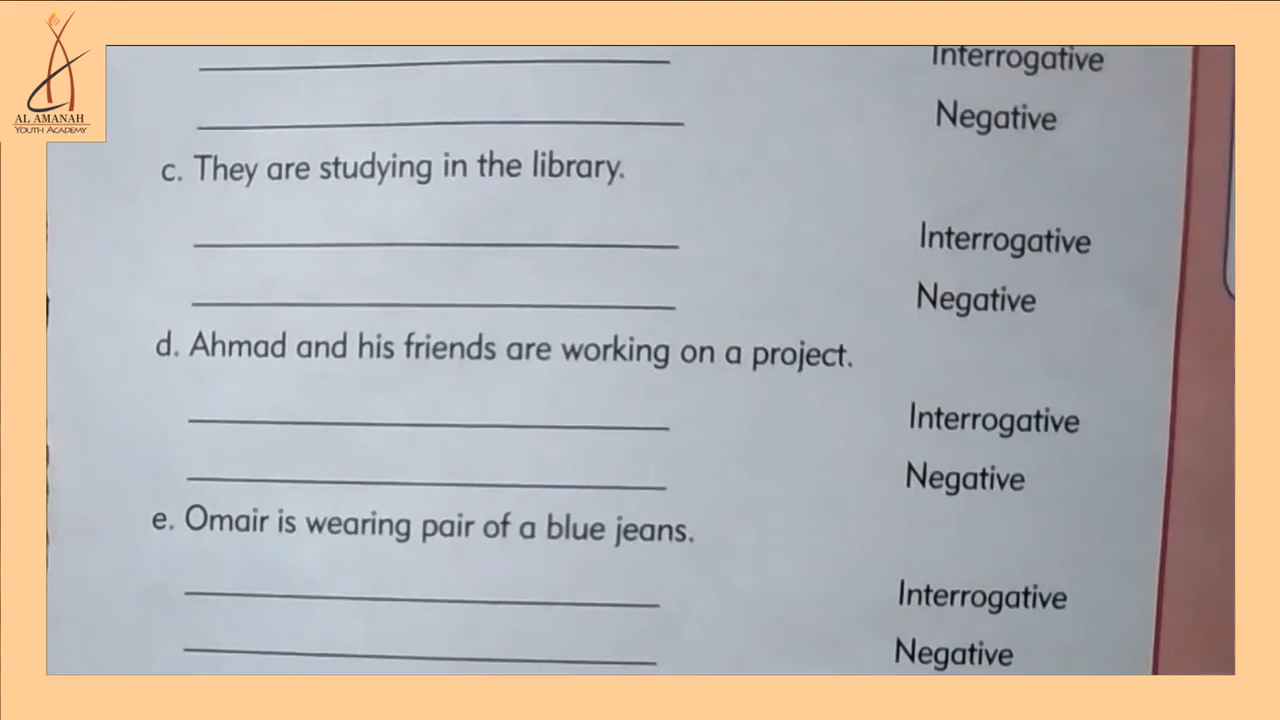 AL AMANAH
YOUTH ACADEMY
Interrogative
Negative
c. They are studying in the library.
Interrogative
Negative
d. Ahmad and his friends are working on a project.
Interrogative
Negative
e. Omair is wearing pair of a blue jeans.
Interrogative
Negative